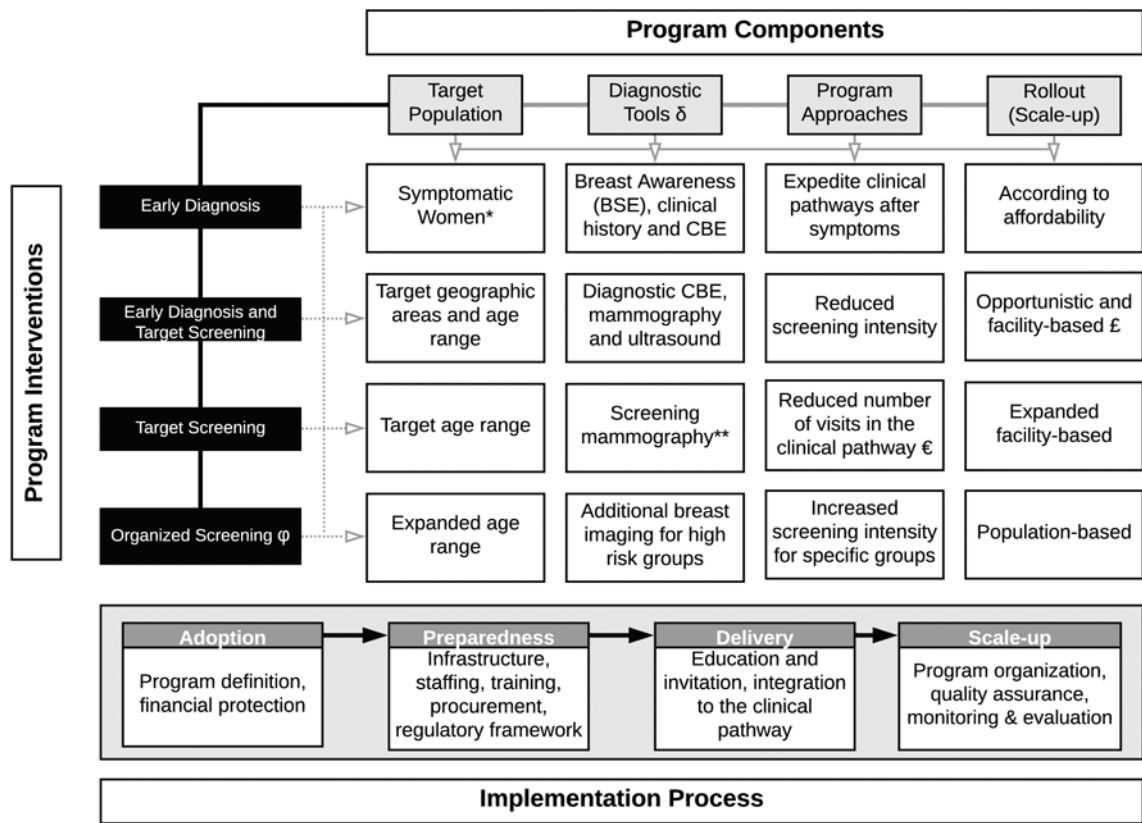 Program Components
Target
Population
Diagnostic
Tools δ
Program
Approaches
Rollout
(Scale-up)
Program Interventions
Early Diagnosis
Symptomatic
Women*
Breast Awareness
(BSE), clinical
history and CBE
Expedite clinical
pathways after
symptoms
According to
affordability
Early Diagnosis and
Target Screening
Target geographic
areas and age
range
Diagnostic CBE,
mammography
and ultrasound
Reduced
screening intensity
Opportunistic and
facility-based £
Target Screening
Target age range
Screening
mammography**
Reduced number
of visits in the
clinical pathway €
Expanded
facility-based
Organized Screening φ
Expanded age
range
Additional breast
imaging for high
risk groups
Increased
screening intensity
for specific groups
Population-based
Adoption
Program definition,
financial protection
Preparedness
Infrastructure,
staffing, training,
procurement,
regulatory framework
Delivery
Education and
invitation, integration
to the clinical
pathway
Scale-up
Program organization,
quality assurance,
monitoring & evaluation
Implementation Process